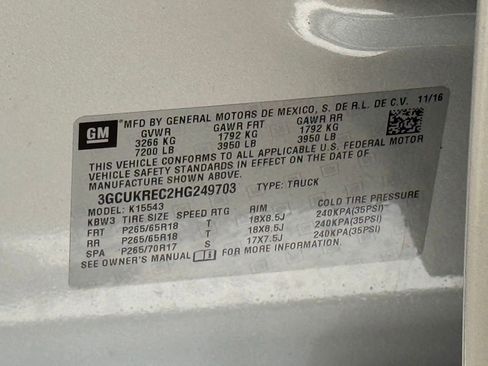 GM
MFD BY GENERAL MOTORS DE MEXICO, S. DE R.L. DE C.V. 11/16
GVWR GAWR FRT GAWR RR
3266 KG 1792 KG 1792 KG
7200 LB 3950 LB 3950 LB
THIS VEHICLE CONFORMS TO ALL APPLICABLE U.S. FEDERAL MOTOR
VEHICLE SAFETY STANDARDS IN EFFECT ON THE DATE OF
MANUFACTURE SHOWN ABOVE.
3GCUKREC2HG249703 TYPE: TRUCK
MODEL: K15543
KBW3 TIRE SIZE SPEED RTG RIM COLD TIRE PRESSURE
FRT P265/65R18 T 18X8.5J 240KPA(35PSI)
RR P265/65R18 T 18X8.5J 240KPA(35PSI)
SPA P265/70R17 S 17X7.5J 240KPA(35PSI)
SEE OWNER'S MANUAL FOR MORE INFORMATION.